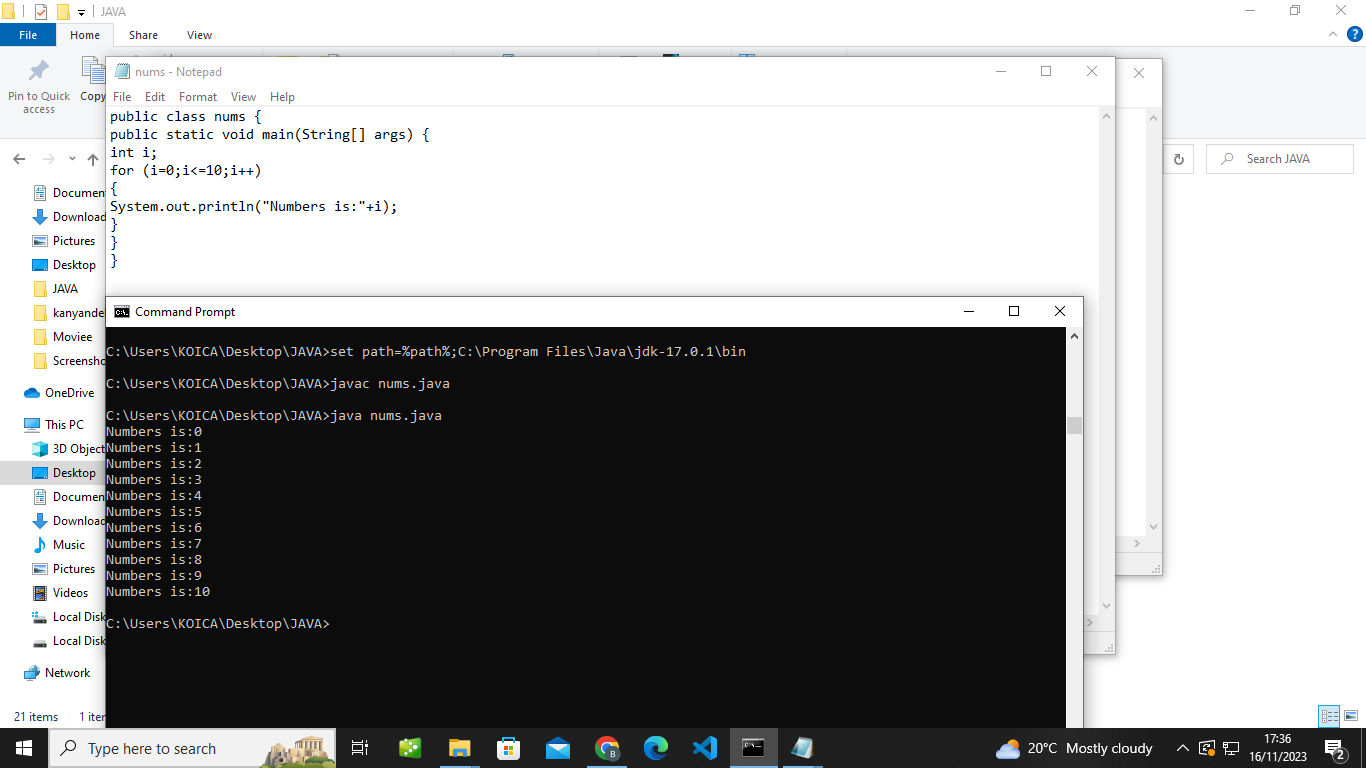 JAVA
File
Home
Share
View
Pin to Quick
access
Copy
nums - Notepad
File Edit Format View Help
public class nums {
public static void main(String[] args) {
int i;
for (i=0;i<=10;i++)
{
System.out.println("Numbers is:"+i);
}
}
}
Search JAVA
Documen
Download
Pictures
Desktop
JAVA
kanyande
Moviee
Screensho
OneDrive
This PC
3D Object
Desktop
Documen
Download
Music
Pictures
Videos
Local Disk
Local Disk
Network
21 items 1 iter
Command Prompt
C:\Users\KOICA\Desktop\JAVA>set path=%path%;C:\Program Files\Java\jdk-17.0.1\bin
C:\Users\KOICA\Desktop\JAVA>javac nums.java
C:\Users\KOICA\Desktop\JAVA>java nums.java
Numbers is:0
Numbers is:1
Numbers is:2
Numbers is:3
Numbers is:4
Numbers is:5
Numbers is:6
Numbers is:7
Numbers is:8
Numbers is:9
Numbers is:10
C:\Users\KOICA\Desktop\JAVA>
Type here to search
20°C Mostly cloudy
17:36
16/11/2023
2